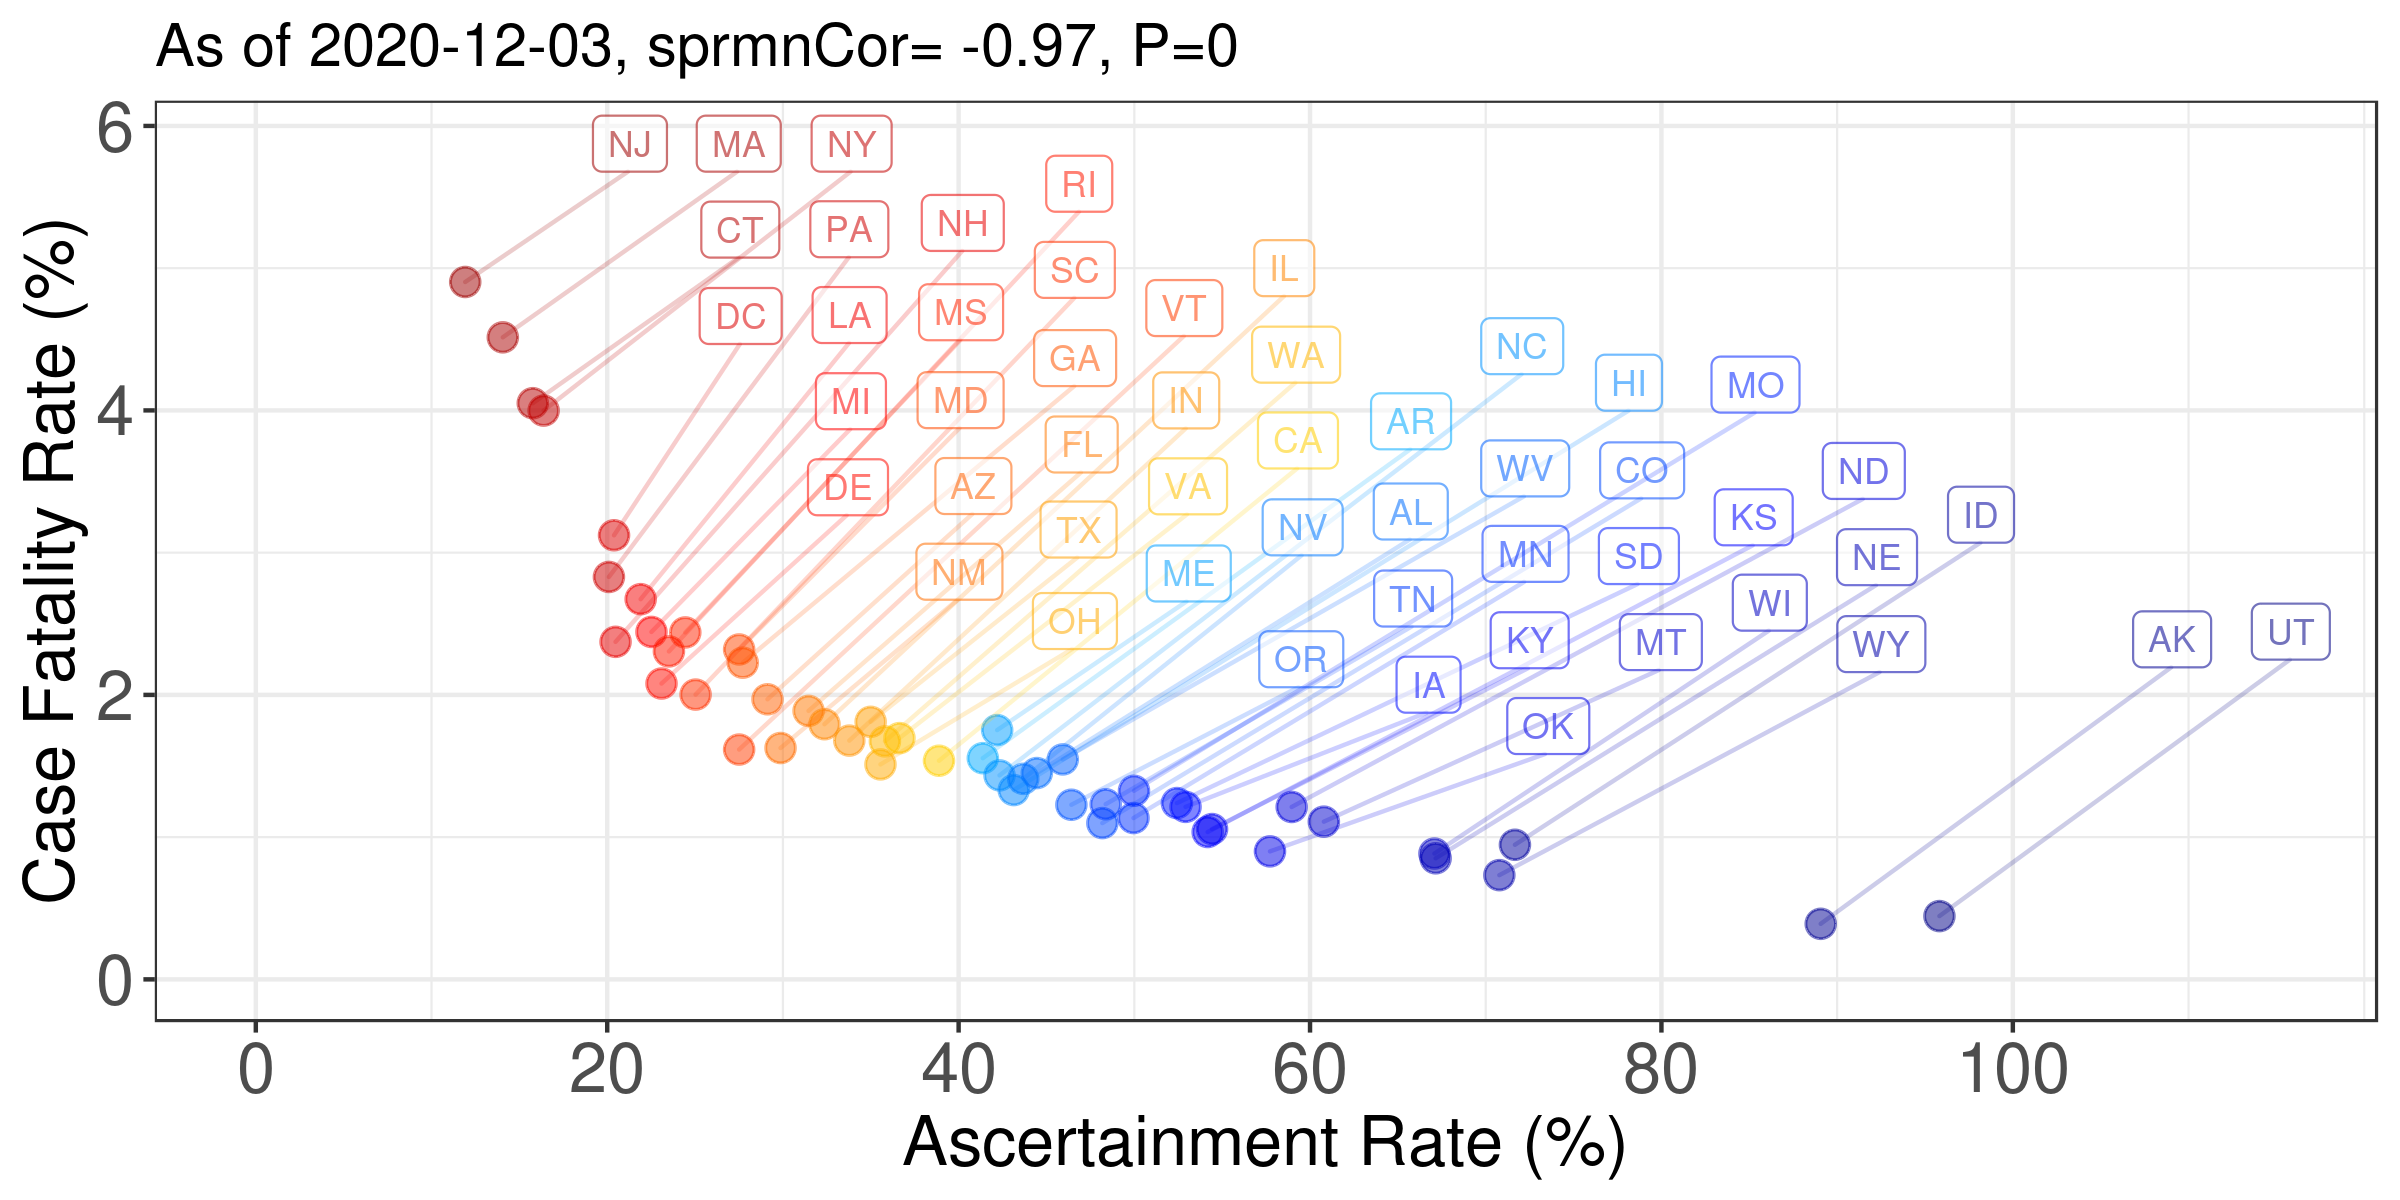 As of 2020-12-03, sprmnCor= -0.97, P=0
Case Fatality Rate (%)
6
4
2
0
NJ MA NY
RI
CT PA NH
SC IL
DC LA MS VT
GA WA NC
MI MD IN HI MO
FL CA AR
DE AZ VA WV CO ND
TX NV AL KS ID
NM ME MN SD NE
OH TN WI
OR KY MT WY AK UT
IA
OK
0 20 40 60 80 100
Ascertainment Rate (%)